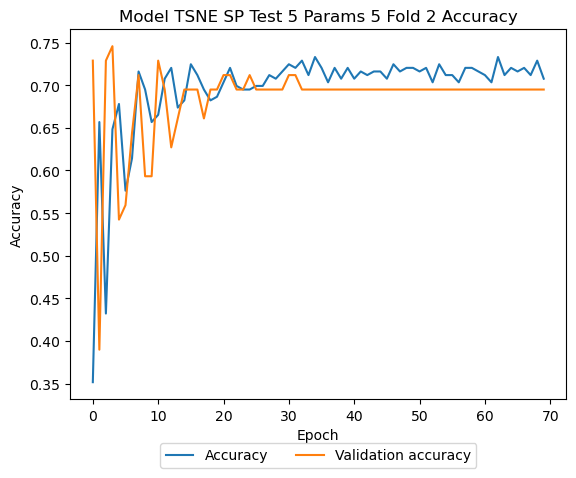 Model TSNE SP Test 5 Params 5 Fold 2 Accuracy
0.75
0.70
0.65
0.60
0.55
0.50
0.45
0.40
0.35
Accuracy
0 10 20 30 40 50 60 70
Epoch
Accuracy Validation accuracy